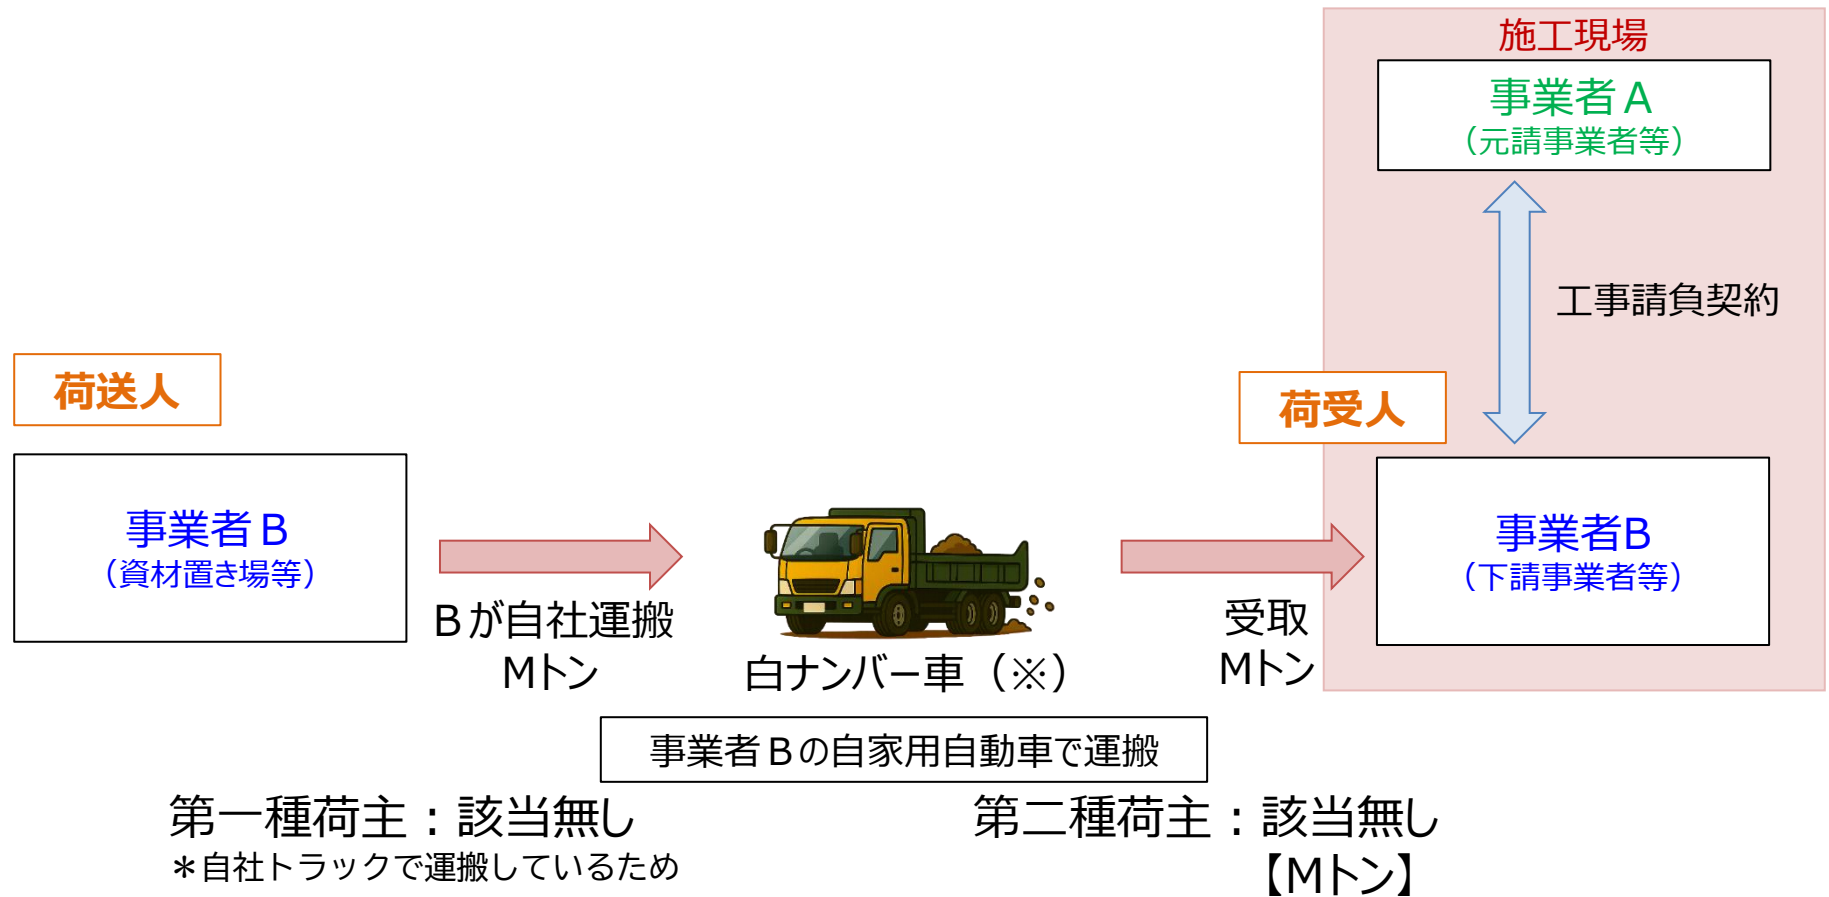 施工現場
事業者A
（元請事業者等）
工事請負契約
荷送人
荷受人
事業者B
（資材置き場等）
事業者B
（下請事業者等）
Bが自社運搬
Mトン
白ナンバー車（※）
受取
Mトン
事業者Bの自家用自動車で運搬
第一種荷主：該当無し
＊自社トラックで運搬しているため
第二種荷主：該当無し
【Mトン】